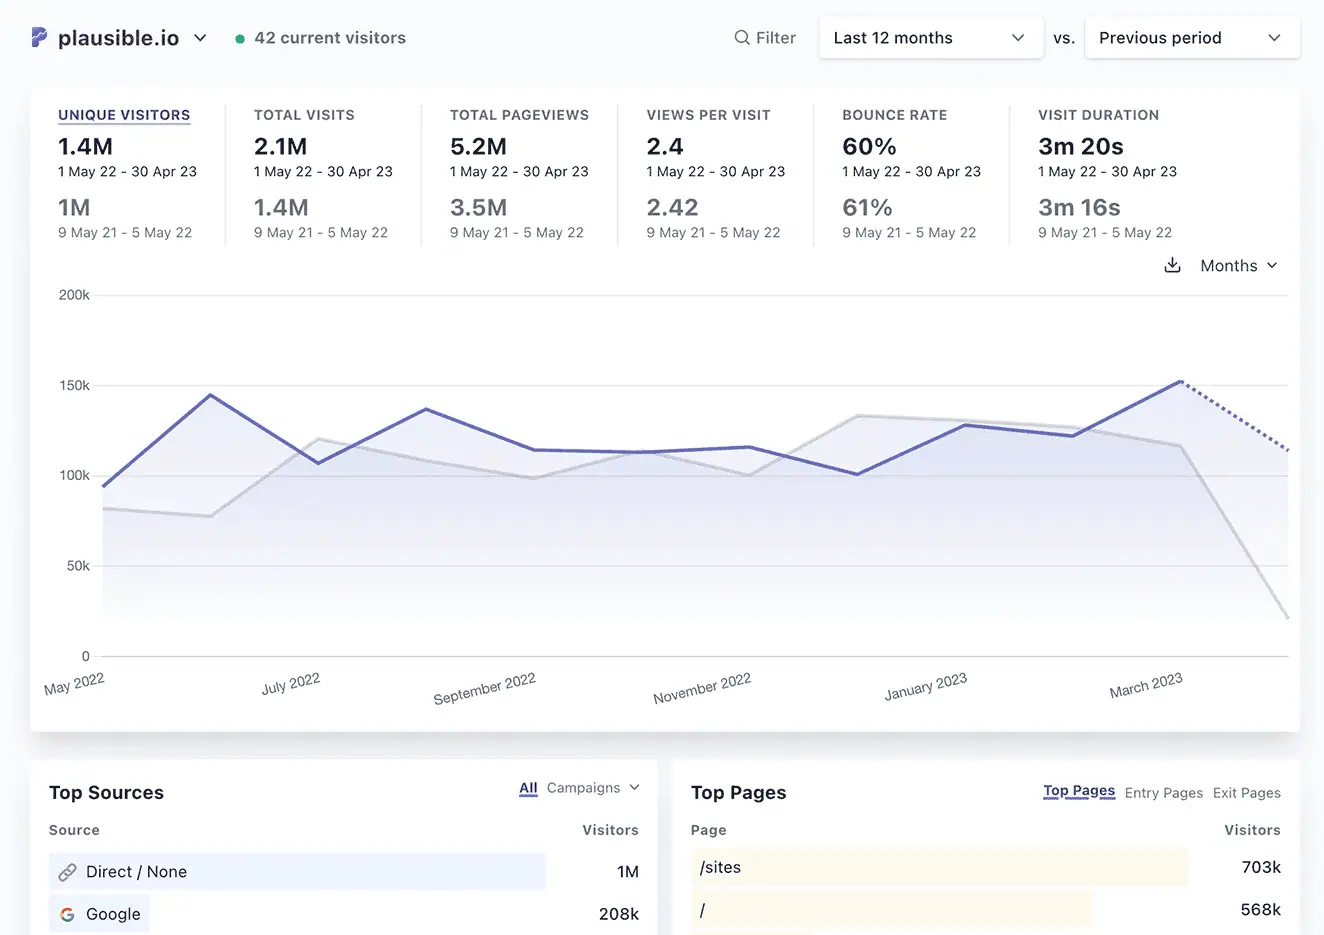 plausible.io
42 current visitors
Filter
Last 12 months
vs.
Previous period
UNIQUE VISITORS
1.4M
1 May 22 - 30 Apr 23
1M
9 May 21 - 5 May 22
TOTAL VISITS
2.1M
1 May 22 - 30 Apr 23
1.4M
9 May 21 - 5 May 22
TOTAL PAGEVIEWS
5.2M
1 May 22 - 30 Apr 23
3.5M
9 May 21 - 5 May 22
VIEWS PER VISIT
2.4
1 May 22 - 30 Apr 23
2.42
9 May 21 - 5 May 22
BOUNCE RATE
60%
1 May 22 - 30 Apr 23
61%
9 May 21 - 5 May 22
VISIT DURATION
3m 20s
1 May 22 - 30 Apr 23
3m 16s
9 May 21 - 5 May 22
Months
200k
150k
100k
50k
0
May 2022
July 2022
September 2022
November 2022
January 2023
March 2023
Top Sources
All Campaigns
Source Visitors
Direct / None 1M
Google 208k
Top Pages
Top Pages Entry Pages Exit Pages
Page Visitors
/sites 703k
/ 568k